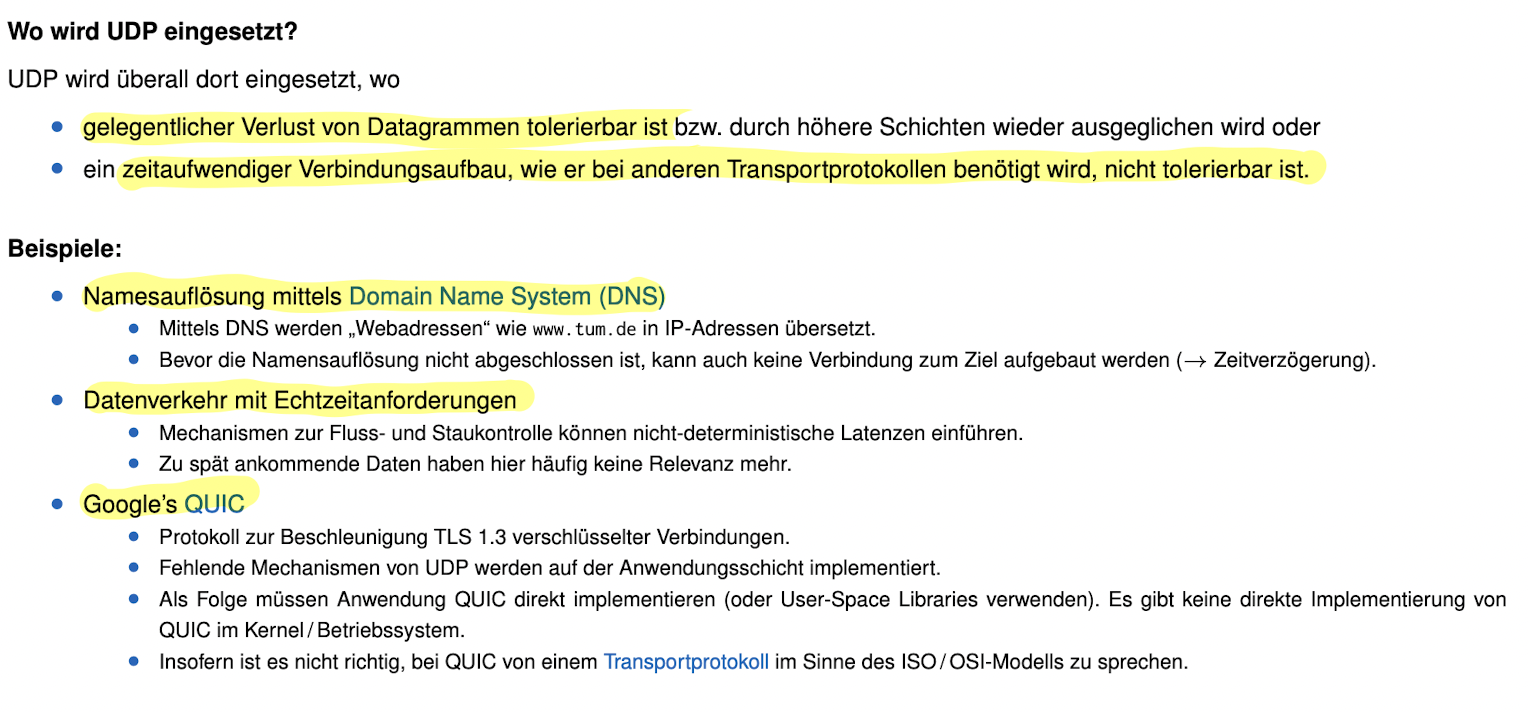 Wo wird UDP eingesetzt?
UDP wird überall dort eingesetzt, wo
• gelegentlicher Verlust von Datagrammen tolerierbar ist bzw. durch höhere Schichten wieder ausgeglichen wird oder
• ein zeitaufwendiger Verbindungsaufbau, wie er bei anderen Transportprotokollen benötigt wird, nicht tolerierbar ist.
Beispiele:
• Namesauflösung mittels Domain Name System (DNS)
• Mittels DNS werden „Webadressen“ wie www.tum.de in IP-Adressen übersetzt.
• Bevor die Namensauflösung nicht abgeschlossen ist, kann auch keine Verbindung zum Ziel aufgebaut werden (→ Zeitverzögerung).
• Datenverkehr mit Echtzeitanforderungen
• Mechanismen zur Fluss- und Staukontrolle können nicht-deterministische Latenzen einführen.
• Zu spät ankommende Daten haben hier häufig keine Relevanz mehr.
• Google’s QUIC
• Protokoll zur Beschleunigung TLS 1.3 verschlüsselter Verbindungen.
• Fehlende Mechanismen von UDP werden auf der Anwendungsschicht implementiert.
• Als Folge müssen Anwendung QUIC direkt implementieren (oder User-Space Libraries verwenden). Es gibt keine direkte Implementierung von
QUIC im Kernel / Betriebssystem.
• Insofern ist es nicht richtig, bei QUIC von einem Transportprotokoll im Sinne des ISO / OSI-Modells zu sprechen.